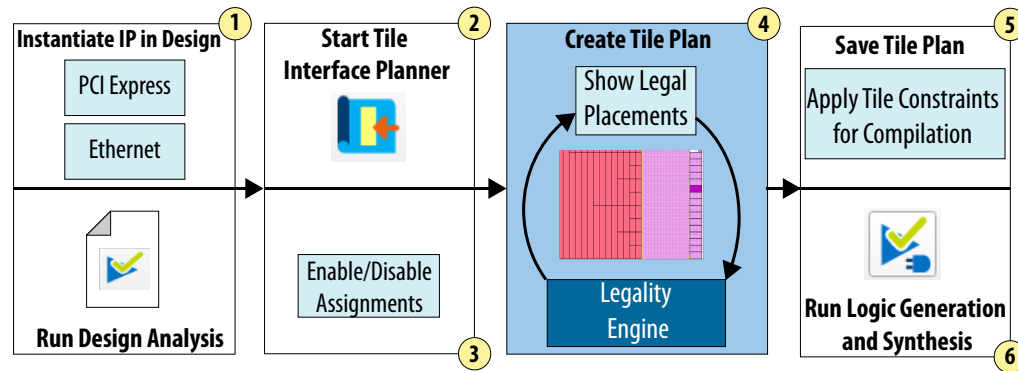 1
Instantiate IP in Design
PCI Express
Ethernet
Run Design Analysis
2
Start Tile
Interface Planner
Enable/Disable
Assignments
3
4
Create Tile Plan
Show Legal
Placements
Legality
Engine
5
Save Tile Plan
Apply Tile Constraints
for Compilation
Run Logic Generation
and Synthesis
6